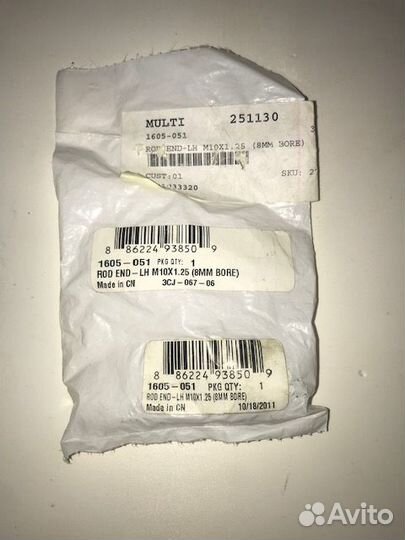 MULTI 251130
1605-051
3
ROD END-LH M10X1.25 (8MM BORE)
CUST:01 SKU: 2
33320
8 86224 93850 9
1605-051 PKG QTY: 1
ROD END-LH M10X1.25 (8MM BORE)
Made in CN 3CJ-067-06
8 86224 93850 9
1605-051 PKG QTY: 1
ROD END-LH M10X1.25 (8MM BORE)
Made in CN 10/18/2011
Avito